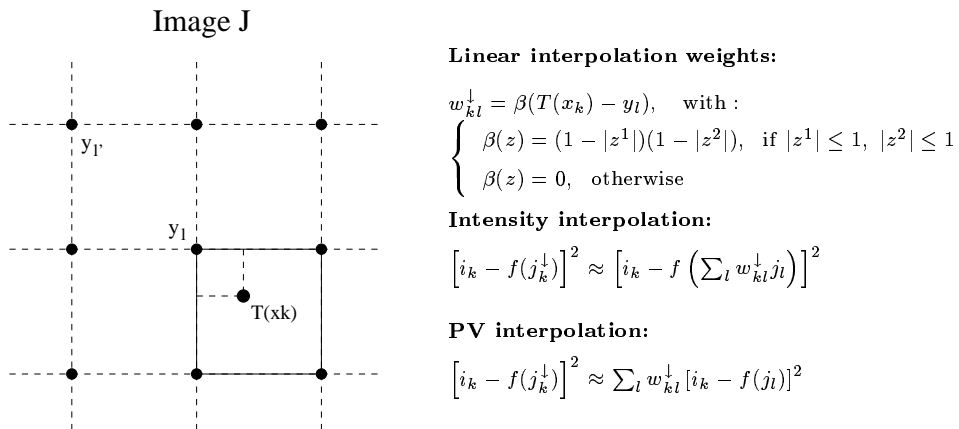 Image J
y_l'
y_l
T(xk)
Linear interpolation weights:
w_{kl}^↓ = β(T(x_k) − y_l),  with :
{ β(z) = (1 − |z^1|)(1 − |z^2|),  if |z^1| ≤ 1, |z^2| ≤ 1
β(z) = 0,  otherwise
Intensity interpolation:
[i_k − f(j_k^↓)]^2 ≈ [i_k − f (∑_l w_{kl}^↓ j_l)]^2
PV interpolation:
[i_k − f(j_k^↓)]^2 ≈ ∑_l w_{kl}^↓ [i_k − f(j_l)]^2